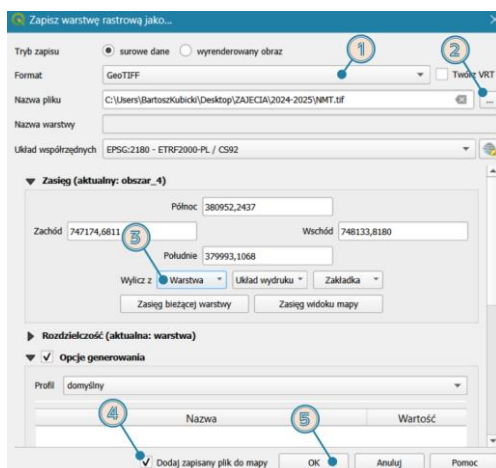 Zapisz warstwę rastrową jako...
Tryb zapisu surowe dane wyrenderowany obraz
1
2
Format GeoTIFF Twórz VRT
Nazwa pliku C:\Users\BartoszKubicki\Desktop\ZAJECIA\2024-2025\NMT.tif ...
Nazwa warstwy
Układ współrzędnych EPSG:2180 - ETRF2000-PL / CS92
Zasięg (aktualny: obszar_4)
Północ 380952,2437
Zachód 747174,6811 Wschód 748133,8180
3
Południe 379993,1068
Wylicz z Warstwa Układ wydruku Zakładka
Zasięg bieżącej warstwy Zasięg widoku mapy
Rozdzielczość (aktualna: warstwa)
Opcje generowania
Profil domyślny
4
5
Nazwa Wartość
Dodaj zapisany plik do mapy OK Anuluj Pomoc